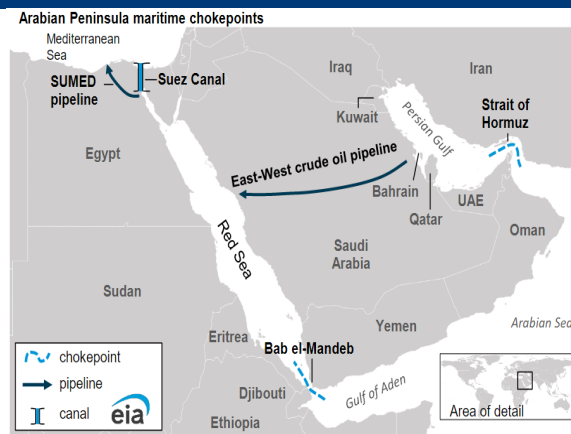 Arabian Peninsula maritime chokepoints
Mediterranean
Sea
SUMED
pipeline
Suez Canal
Iraq
Iran
Kuwait
Persian Gulf
Strait of
Hormuz
Egypt
East-West crude oil pipeline
Bahrain
Qatar
UAE
Oman
Red Sea
Saudi
Arabia
Sudan
Eritrea
Yemen
Arabian Sea
Bab el-Mandeb
Djibouti
Gulf of Aden
Ethiopia
chokepoint
pipeline
canal
eia
Area of detail